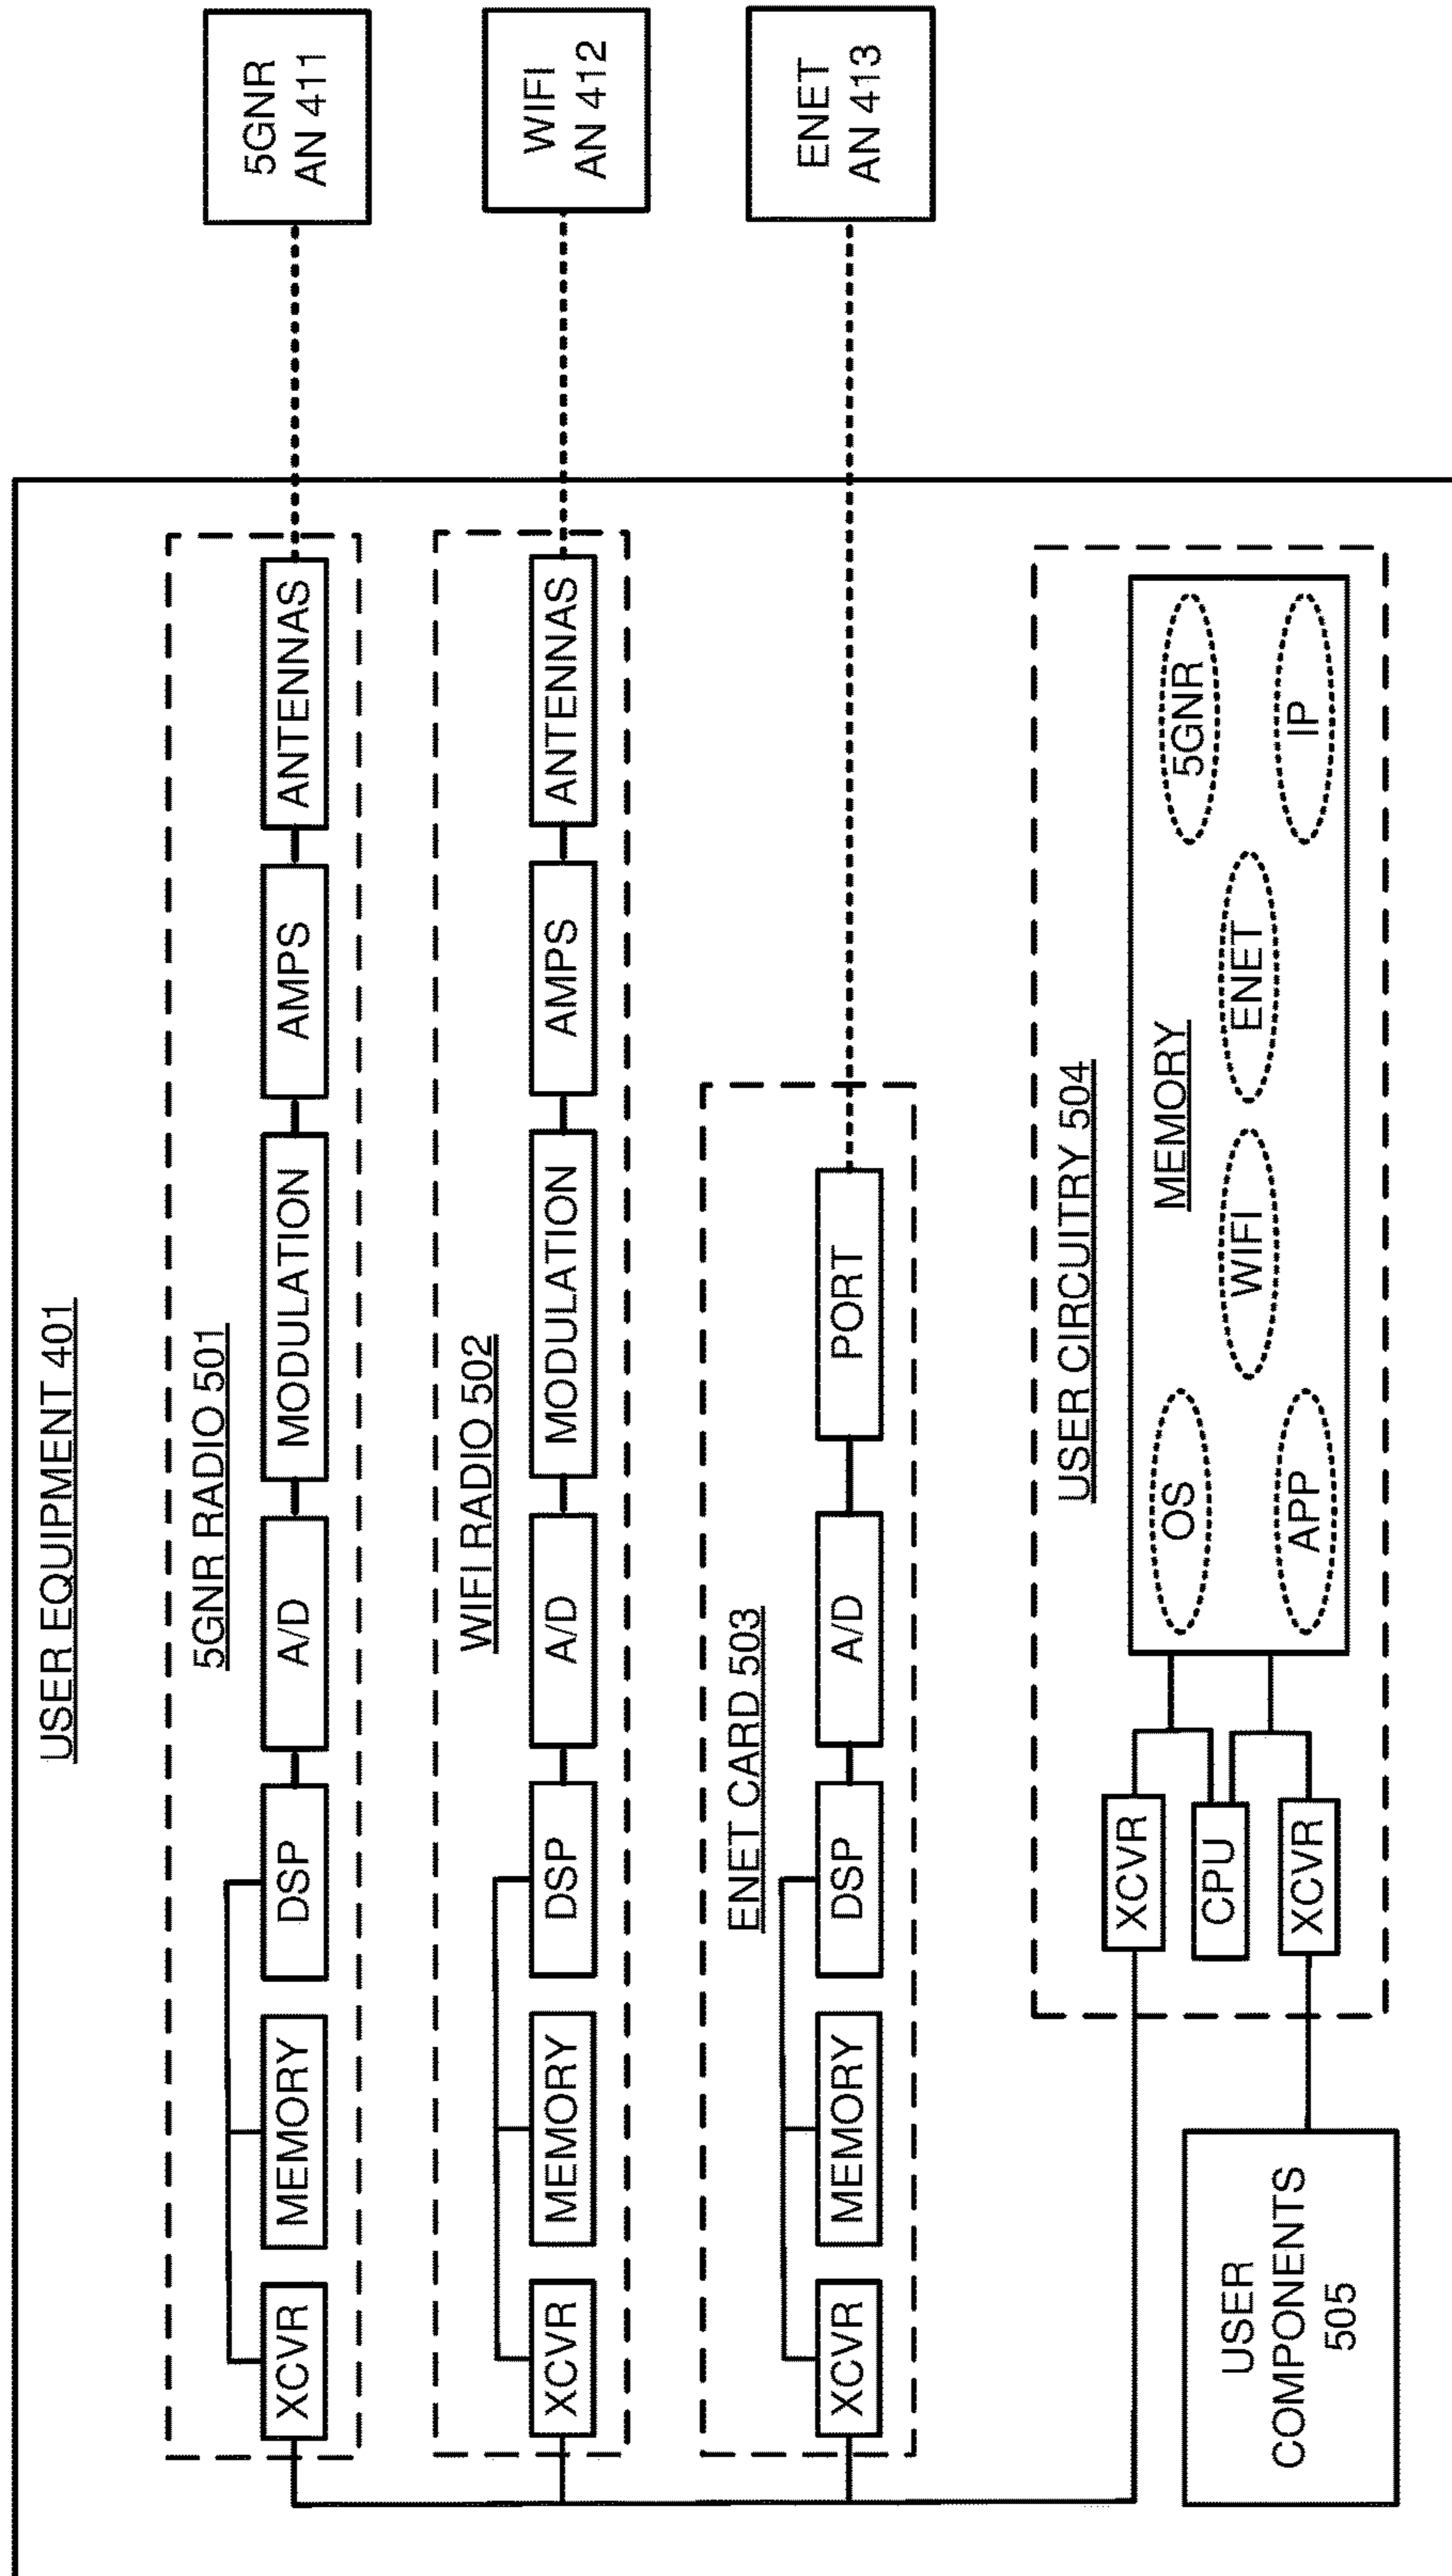 USER EQUIPMENT 401
5GNR RADIO 501
XCVR
MEMORY
DSP
A/D
MODULATION
AMPS
ANTENNAS
5GNR
AN 411
WIFI RADIO 502
XCVR
MEMORY
DSP
A/D
MODULATION
AMPS
ANTENNAS
WIFI
AN 412
ENET CARD 503
XCVR
MEMORY
DSP
A/D
PORT
ENET
AN 413
USER CIRCUITRY 504
XCVR
CPU
XCVR
MEMORY
OS
APP
WIFI
ENET
5GNR
IP
USER
COMPONENTS
505